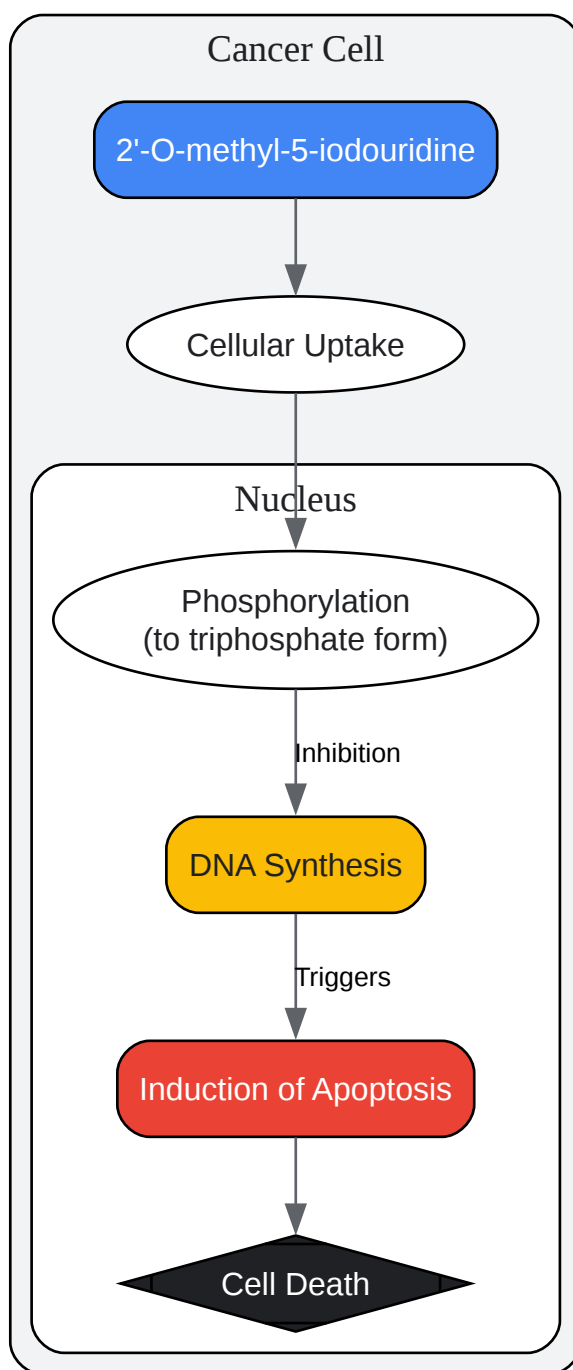 Cancer Cell
2'-O-methyl-5-iodouridine
Cellular Uptake
Nucleus
Phosphorylation
(to triphosphate form)
Inhibition
DNA Synthesis
Triggers
Induction of Apoptosis
Cell Death